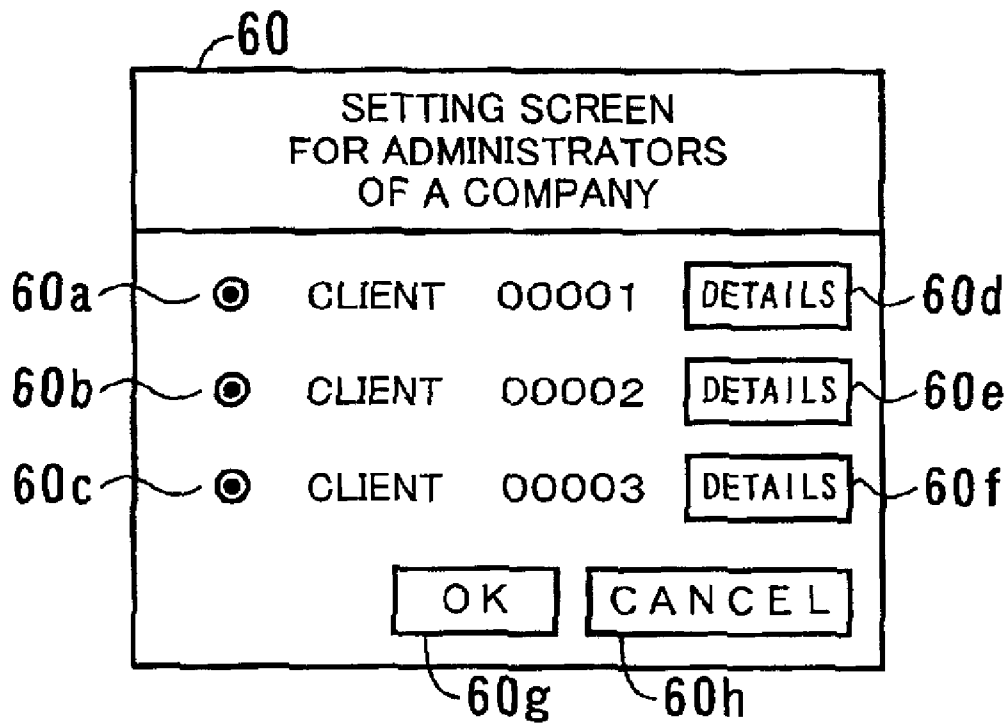 60
SETTING SCREEN
FOR ADMINISTRATORS
OF A COMPANY
60a CLIENT 00001 DETAILS 60d
60b CLIENT 00002 DETAILS 60e
60c CLIENT 00003 DETAILS 60f
OK CANCEL
60g 60h